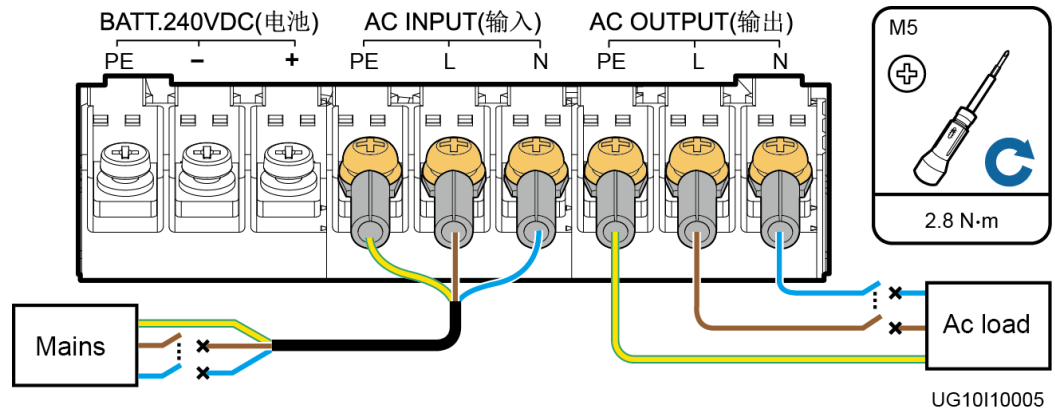 BATT.240VDC(电池) AC INPUT(输入) AC OUTPUT(输出)
PE − + PE L N PE L N
M5
2.8 N·m
Mains
Ac load
UG10I10005